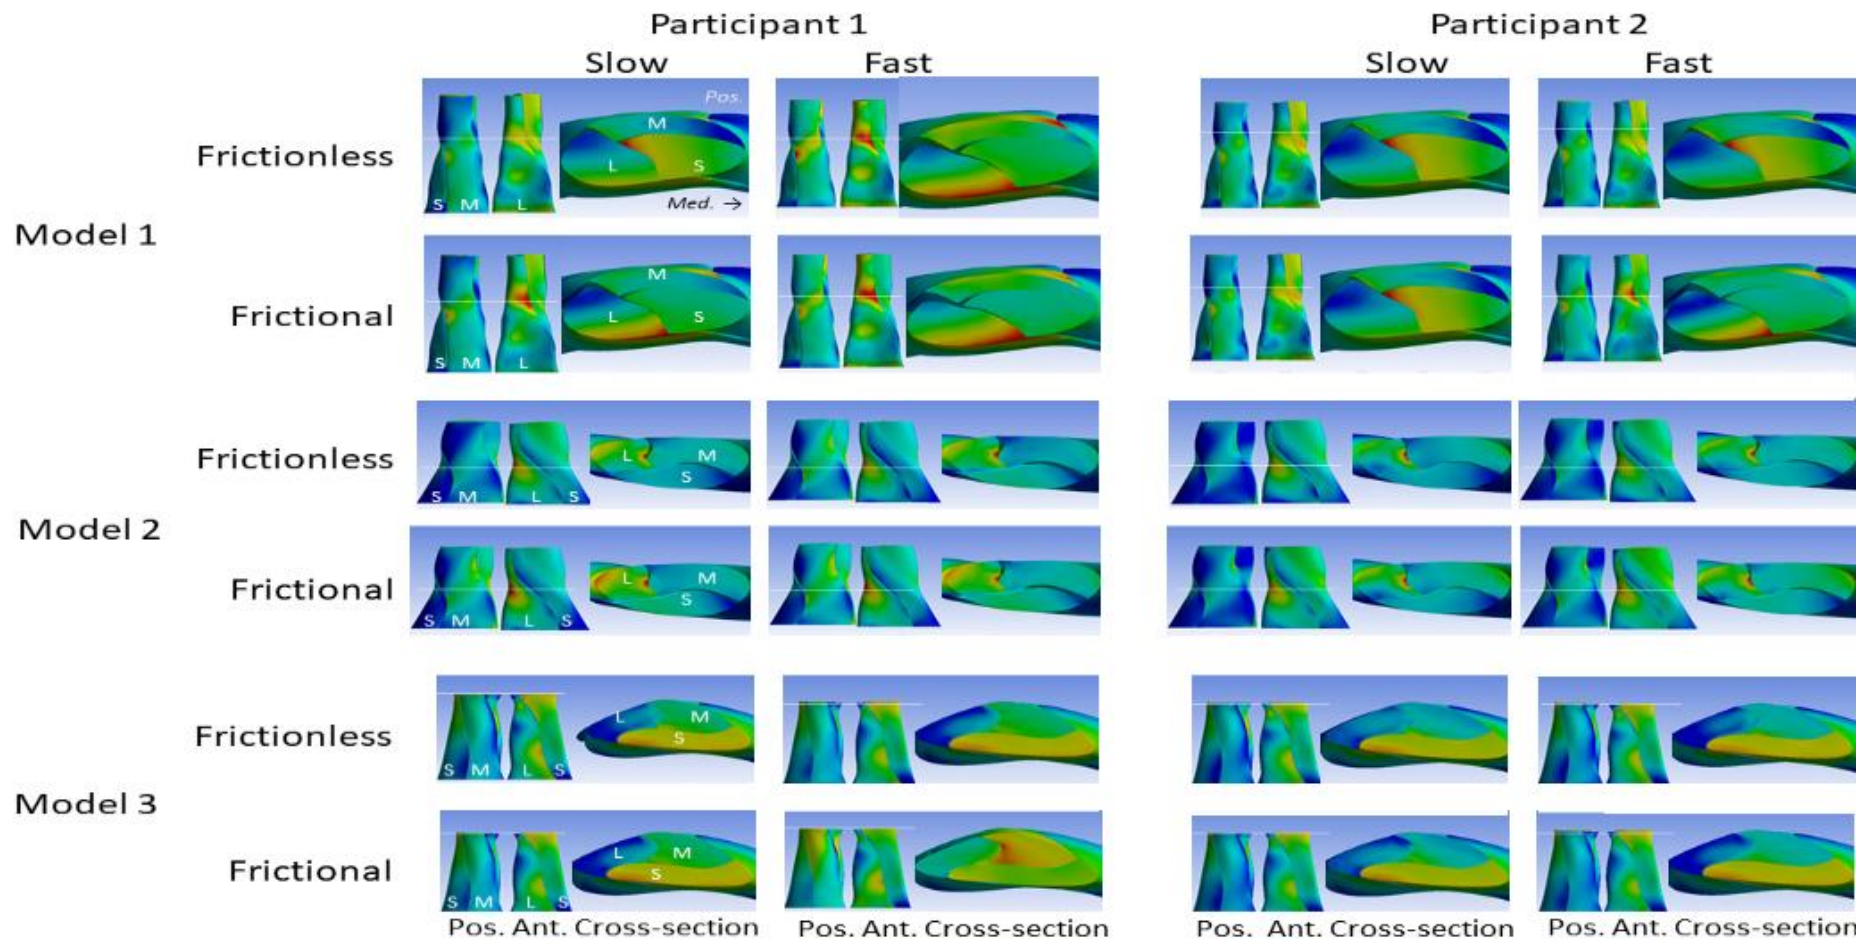 Participant 1 Participant 2
Slow Fast Slow Fast
Pos.
M
Frictionless
L S
S M L Med. →
Model 1
M
Frictional
L S
S M L
Frictionless
L M
S
S M L S
Model 2
L M
Frictional
S
S M L S
Frictionless
L M
S
S M L S
Model 3
L M
Frictional
S
S M L S
Pos. Ant. Cross-section Pos. Ant. Cross-section Pos. Ant. Cross-section Pos. Ant. Cross-section